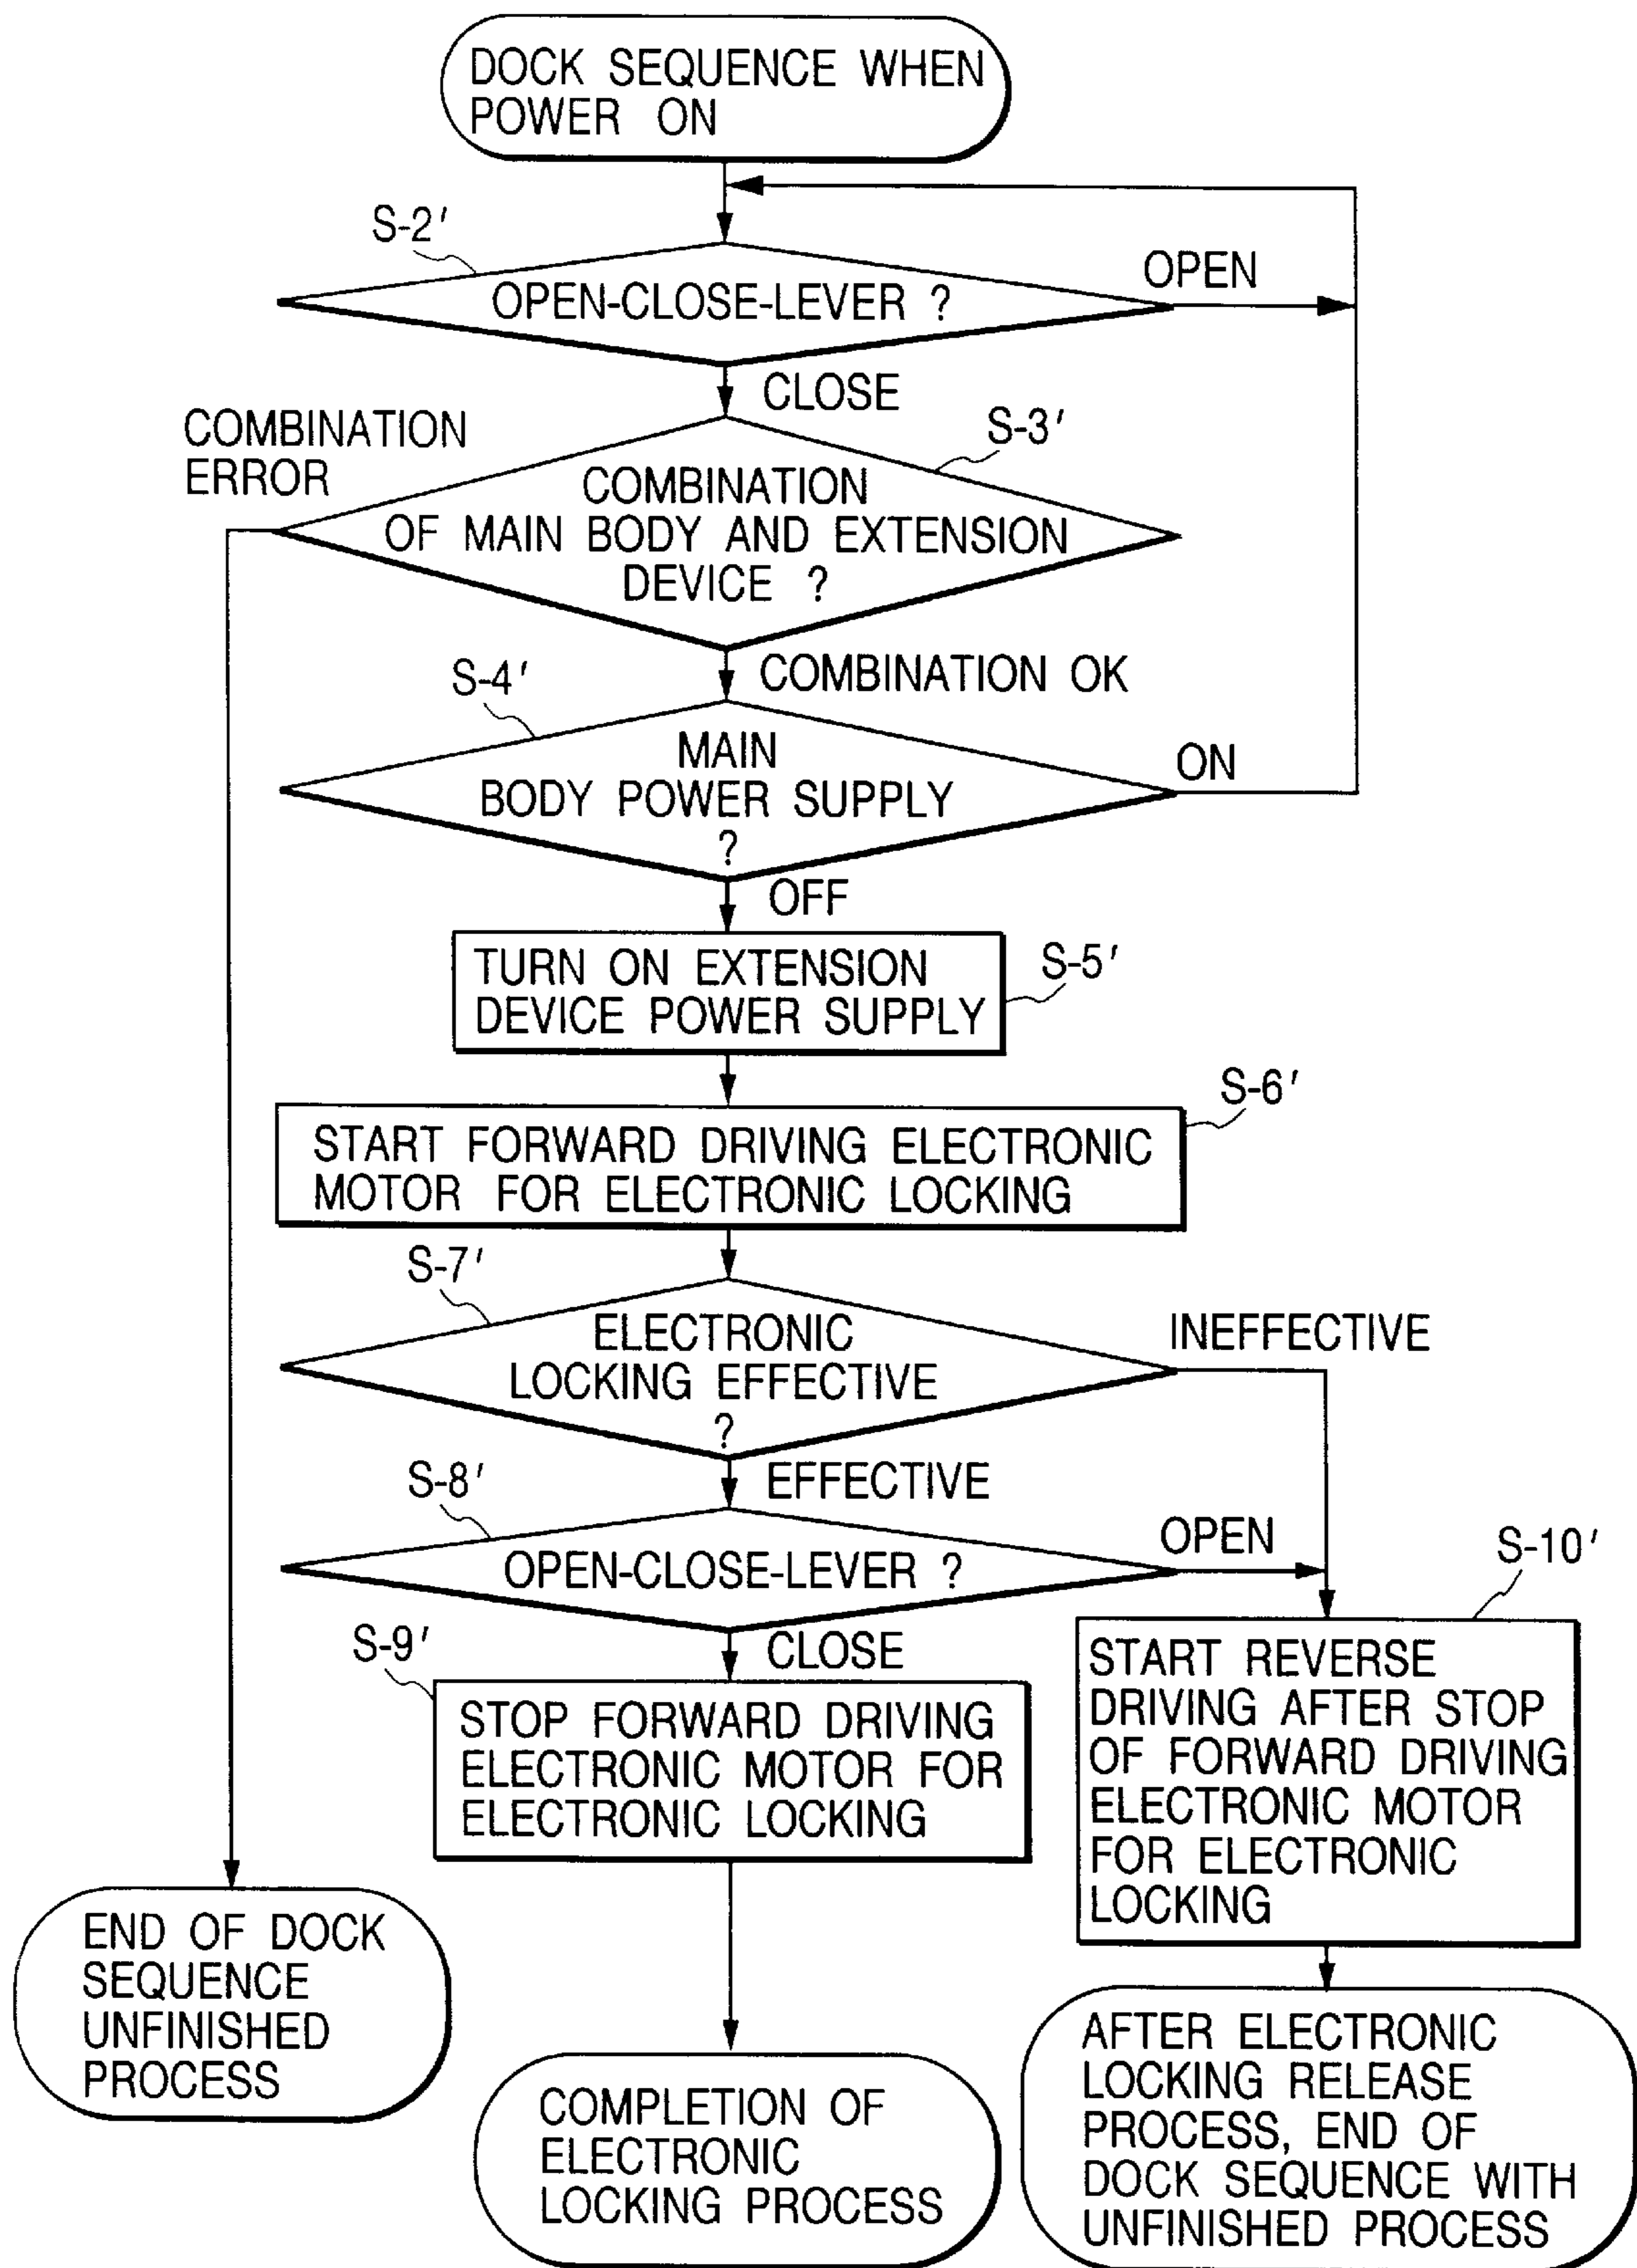 DOCK SEQUENCE WHEN
POWER ON
S-2'
OPEN-CLOSE-LEVER ?
OPEN
CLOSE
COMBINATION
ERROR
S-3'
COMBINATION
OF MAIN BODY AND EXTENSION
DEVICE ?
COMBINATION OK
S-4'
MAIN
BODY POWER SUPPLY
?
ON
OFF
TURN ON EXTENSION
DEVICE POWER SUPPLY
S-5'
S-6'
START FORWARD DRIVING ELECTRONIC
MOTOR FOR ELECTRONIC LOCKING
S-7'
ELECTRONIC
LOCKING EFFECTIVE
?
INEFFECTIVE
EFFECTIVE
S-8'
OPEN-CLOSE-LEVER ?
OPEN
CLOSE
S-9'
STOP FORWARD DRIVING
ELECTRONIC MOTOR FOR
ELECTRONIC LOCKING
S-10'
START REVERSE
DRIVING AFTER STOP
OF FORWARD DRIVING
ELECTRONIC MOTOR
FOR ELECTRONIC
LOCKING
END OF DOCK
SEQUENCE
UNFINISHED
PROCESS
COMPLETION OF
ELECTRONIC
LOCKING PROCESS
AFTER ELECTRONIC
LOCKING RELEASE
PROCESS, END OF
DOCK SEQUENCE WITH
UNFINISHED PROCESS